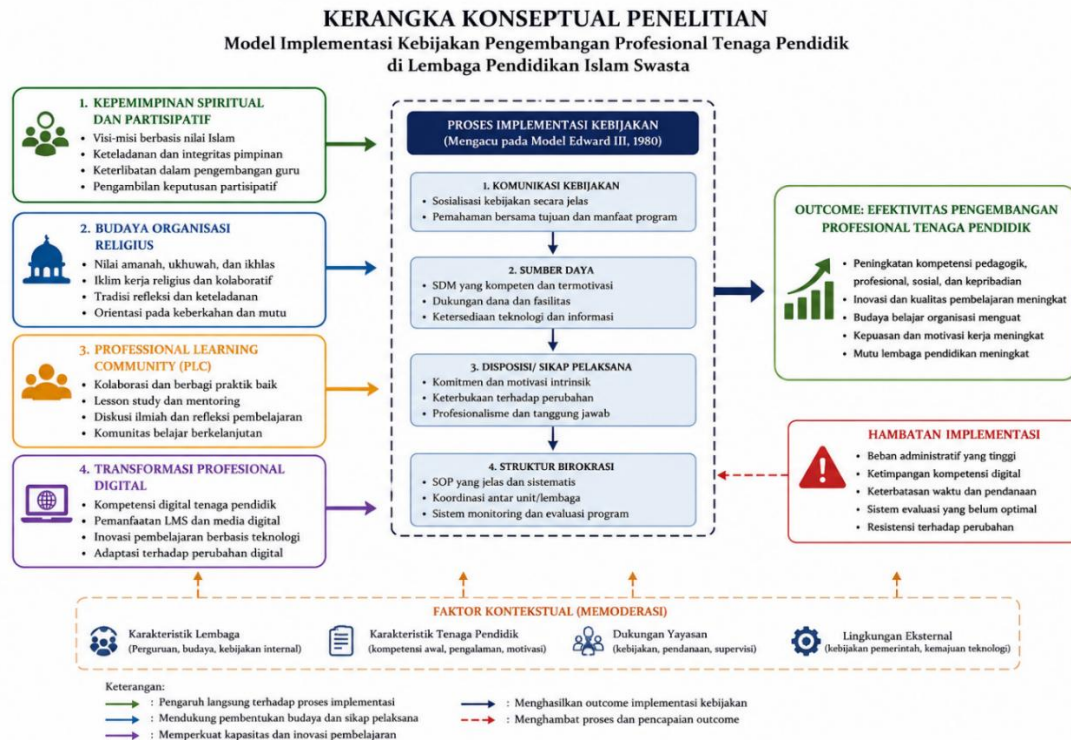 KERANGKA KONSEPTUAL PENELITIAN
Model Implementasi Kebijakan Pengembangan Profesional Tenaga Pendidik
di Lembaga Pendidikan Islam Swasta
1. KEPEMIMPINAN SPIRITUAL
DAN PARTISIPATIF
• Visi-misi berbasis nilai Islam
• Keteladanan dan integritas pimpinan
• Keterlibatan dalam pengembangan guru
• Pengambilan keputusan partisipatif
2. BUDAYA ORGANISASI
RELIGIUS
• Nilai amanah, ukhuwah, dan ikhlas
• Iklim kerja religius dan kolaboratif
• Tradisi refleksi dan keteladanan
• Orientasi pada keberkahan dan mutu
3. PROFESSIONAL LEARNING
COMMUNITY (PLC)
• Kolaborasi dan berbagi praktik baik
• Lesson study dan mentoring
• Diskusi ilmiah dan refleksi pembelajaran
• Komunitas belajar berkelanjutan
4. TRANSFORMASI PROFESIONAL
DIGITAL
• Kompetensi digital tenaga pendidik
• Pemanfaatan LMS dan media digital
• Inovasi pembelajaran berbasis teknologi
• Adaptasi terhadap perubahan digital
PROSES IMPLEMENTASI KEBIJAKAN
(Mengacu pada Model Edward III, 1980)
1. KOMUNIKASI KEBIJAKAN
• Sosialisasi kebijakan secara jelas
• Pemahaman bersama tujuan dan manfaat program
2. SUMBER DAYA
• SDM yang kompeten dan termotivasi
• Dukungan dana dan fasilitas
• Ketersediaan teknologi dan informasi
3. DISPOSISI/ SIKAP PELAKSANA
• Komitmen dan motivasi intrinsik
• Keterbukaan terhadap perubahan
• Profesionalisme dan tanggung jawab
4. STRUKTUR BIROKRASI
• SOP yang jelas dan sistematis
• Koordinasi antar unit/lembaga
• Sistem monitoring dan evaluasi program
OUTCOME: EFEKTIVITAS PENGEMBANGAN
PROFESIONAL TENAGA PENDIDIK
• Peningkatan kompetensi pedagogik,
profesional, sosial, dan kepribadian
• Inovasi dan kualitas pembelajaran meningkat
• Budaya belajar organisasi menguat
• Kepuasan dan motivasi kerja meningkat
• Mutu lembaga pendidikan meningkat
HAMBATAN IMPLEMENTASI
• Beban administratif yang tinggi
• Ketimpangan kompetensi digital
• Keterbatasan waktu dan pendanaan
• Sistem evaluasi yang belum optimal
• Resistensi terhadap perubahan
FAKTOR KONTEKSTUAL (MEMODERASI)
Karakteristik Lembaga
(Perguruan, budaya, kebijakan internal)
Karakteristik Tenaga Pendidik
(kompetensi awal, pengalaman, motivasi)
Dukungan Yayasan
(kebijakan, pendanaan, supervisi)
Lingkungan Eksternal
(kebijakan pemerintah, kemajuan teknologi)
Keterangan:
: Pengaruh langsung terhadap proses implementasi
: Mendukung pembentukan budaya dan sikap pelaksana
: Memperkuat kapasitas dan inovasi pembelajaran
: Menghasilkan outcome implementasi kebijakan
: Menghambat proses dan pencapaian outcome